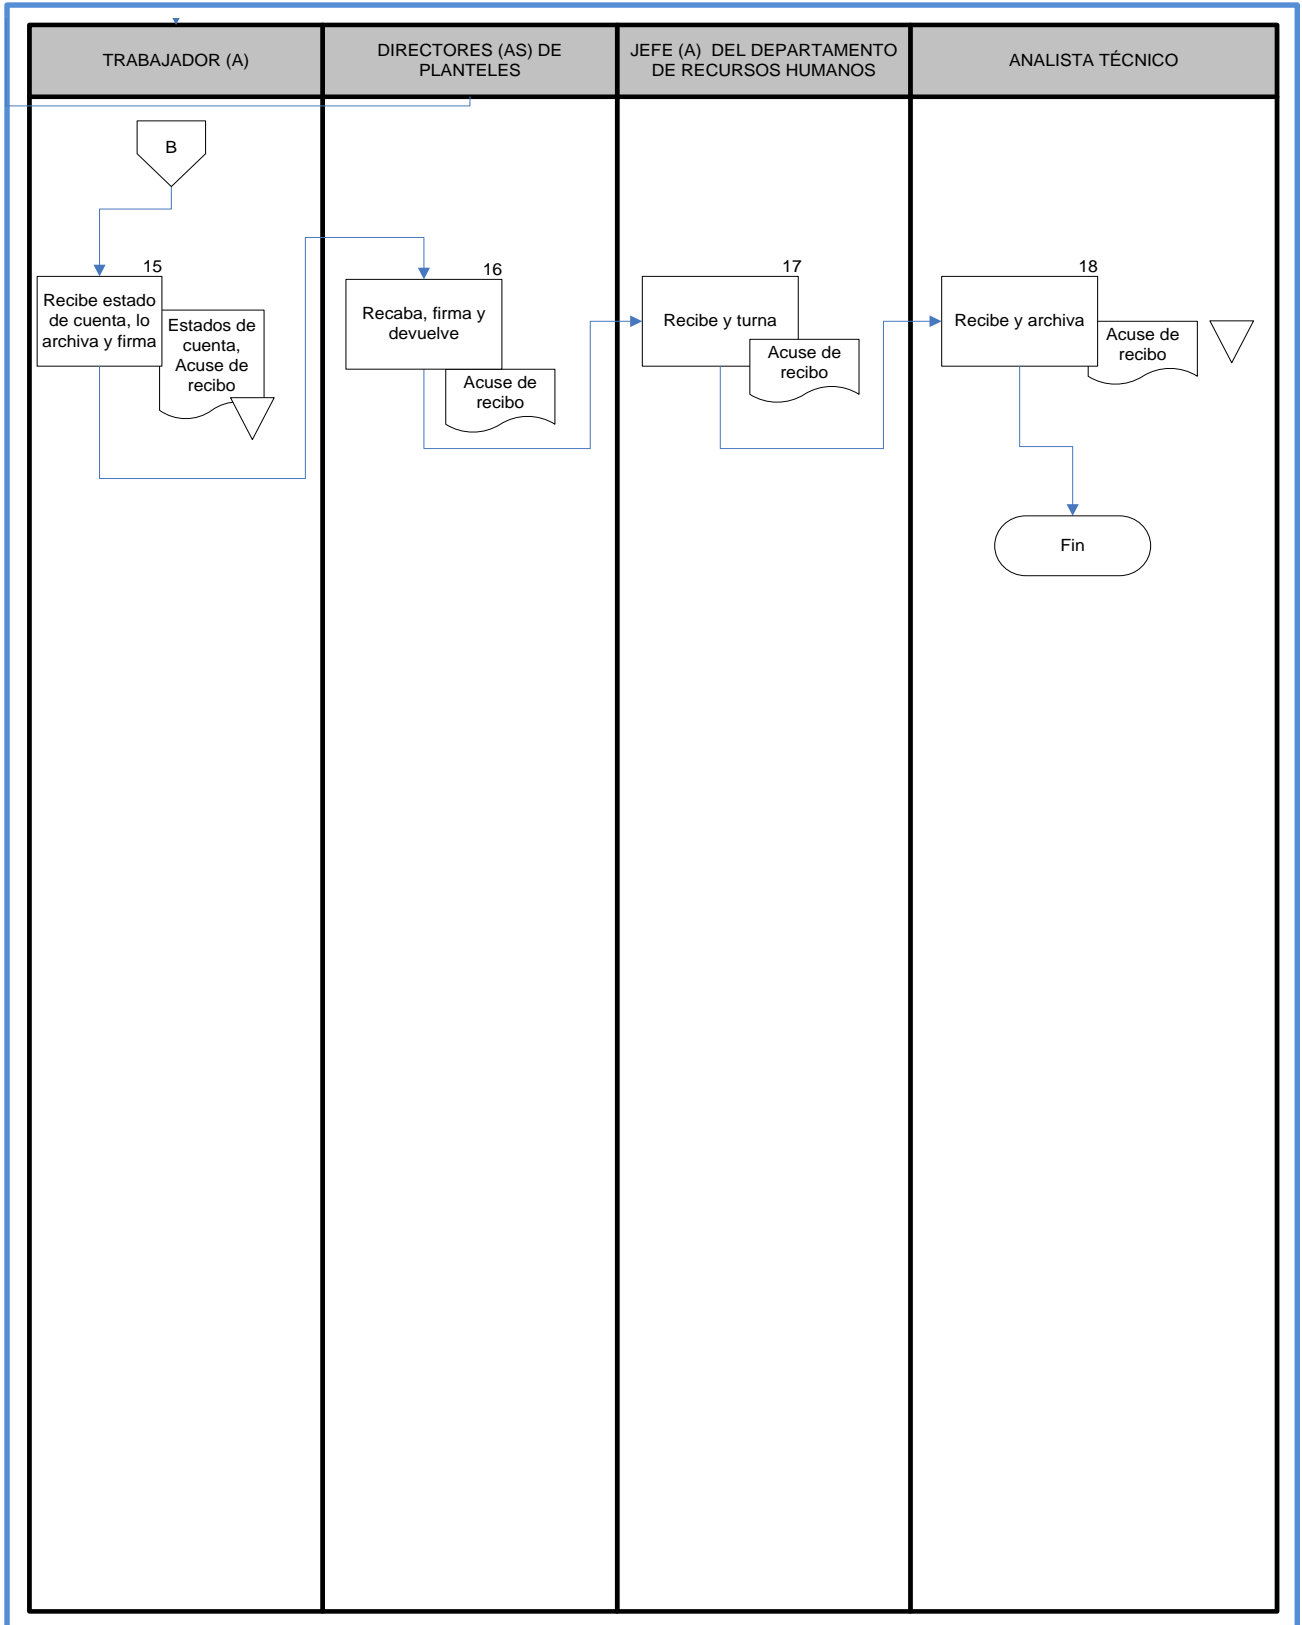 TRABAJADOR (A)
DIRECTORES (AS) DE
PLANTELES
JEFE (A) DEL DEPARTAMENTO
DE RECURSOS HUMANOS
ANALISTA TÉCNICO
B
15
Recibe estado
de cuenta, lo
archiva y firma
Estados de
cuenta,
Acuse de
recibo
16
Recaba, firma y
devuelve
Acuse de
recibo
17
Recibe y turna
Acuse de
recibo
18
Recibe y archiva
Acuse de
recibo
Fin